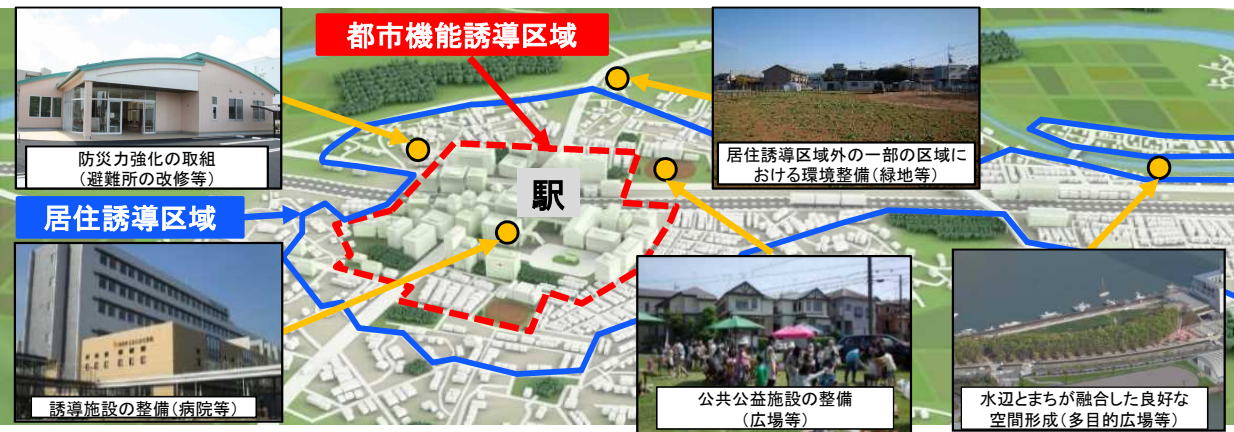 都市機能誘導区域
防災力強化の取組
(避難所の改修等)
居住誘導区域外の一部の区域に
おける環境整備(緑地等)
駅
居住誘導区域
誘導施設の整備(病院等)
公共公益施設の整備
(広場等)
水辺とまちが融合した良好な
空間形成(多目的広場等)